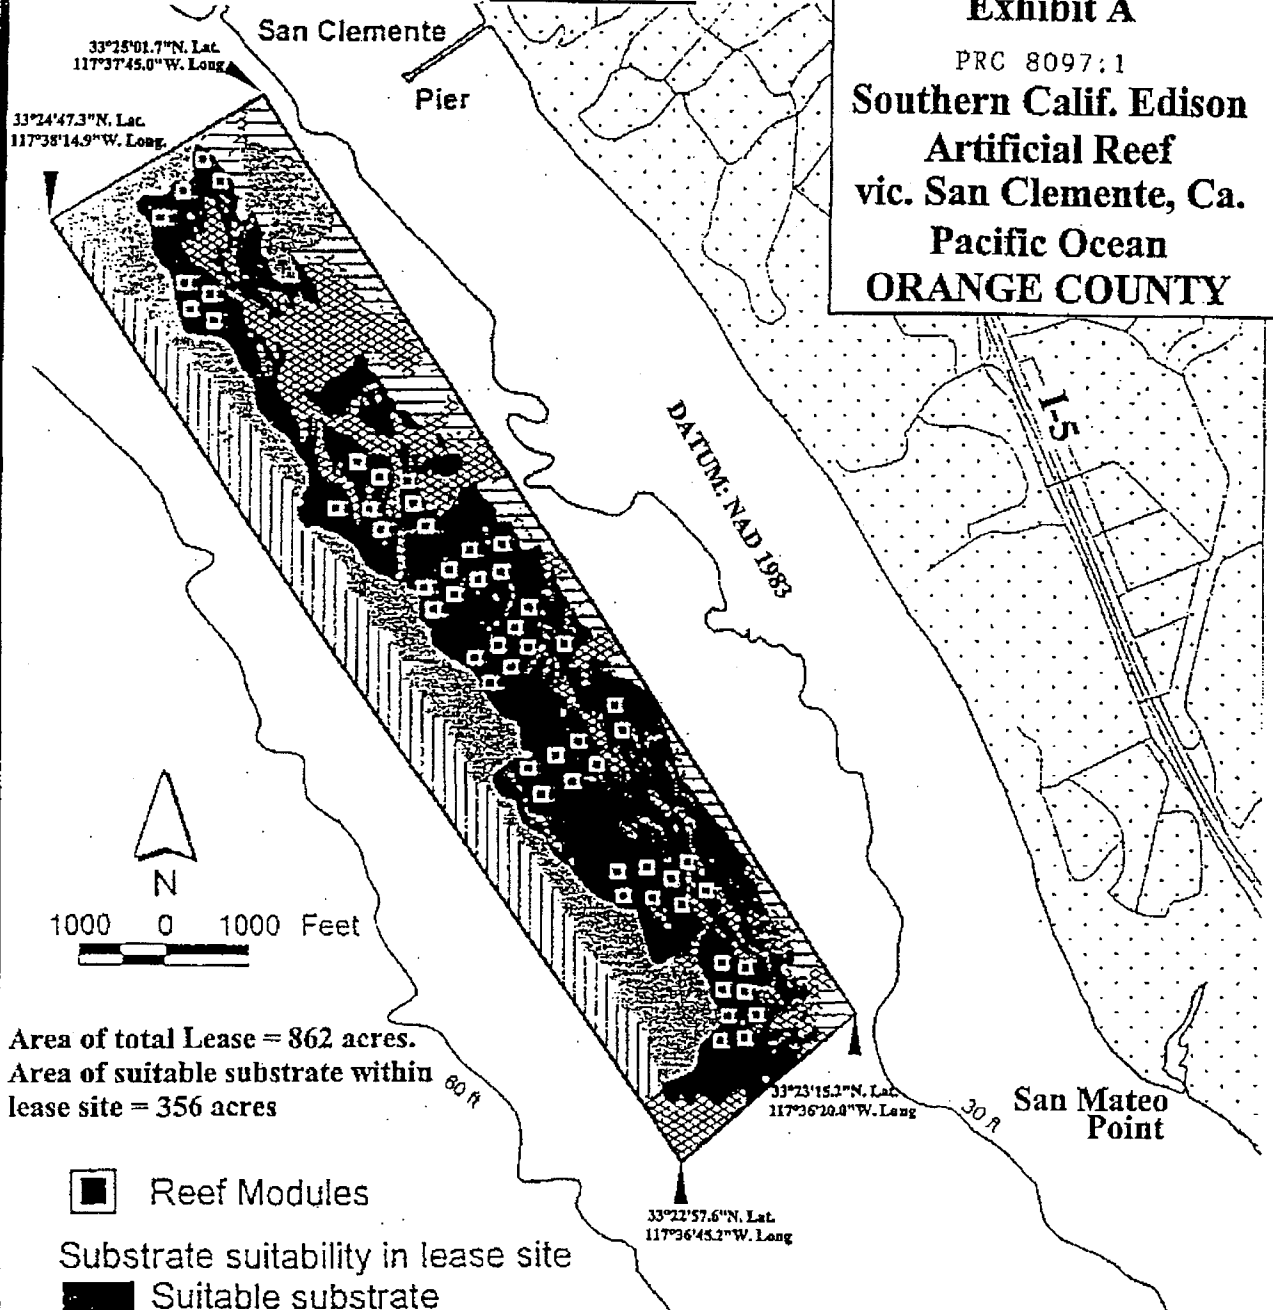 Exhibit A
PRC 8097:1
Southern Calif. Edison
Artificial Reef
vic. San Clemente, Ca.
Pacific Ocean
ORANGE COUNTY
San Clemente
Pier
33°25'01.7"N. Lat.
117°37'45.0"W. Long
33°24'47.3"N. Lat.
117°38'14.9"W. Long.
I-5
DATUM: NAD 1983
N
1000 0 1000 Feet
Area of total Lease = 862 acres.
Area of suitable substrate within
lease site = 356 acres
60 ft
33°23'15.2"N. Lat.
117°36'20.0"W. Long
30 ft
San Mateo
Point
33°22'57.6"N. Lat.
117°36'45.2"W. Long
Reef Modules
Substrate suitability in lease site
Suitable substrate